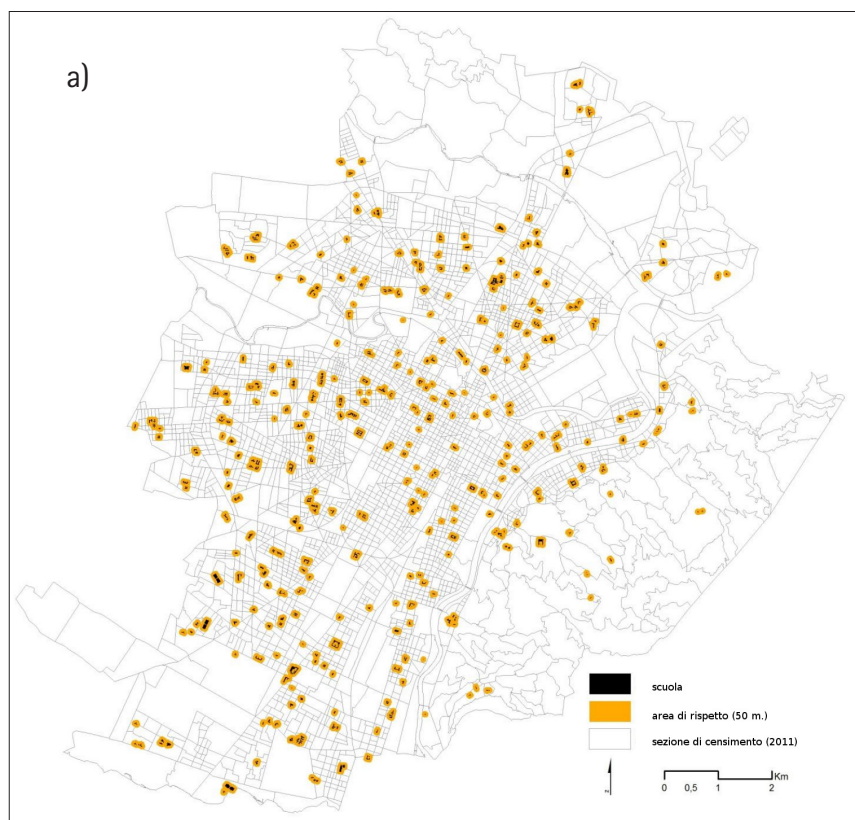 a)
scuola
area di rispetto (50 m.)
sezione di censimento (2011)
z
Km
0 0,5 1 2